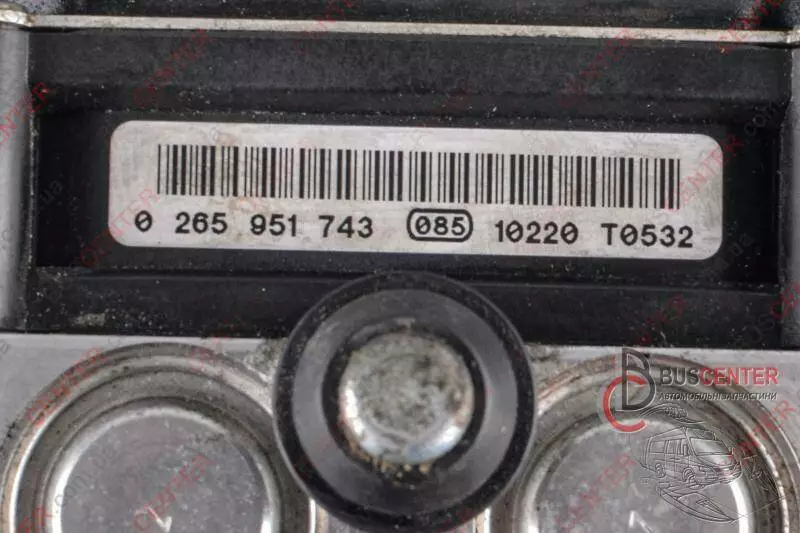 0 265 951 743 085 10220 T0532
BUSCENTER
АВТОМОБІЛЬНІ ЗАПЧАСТИНИ